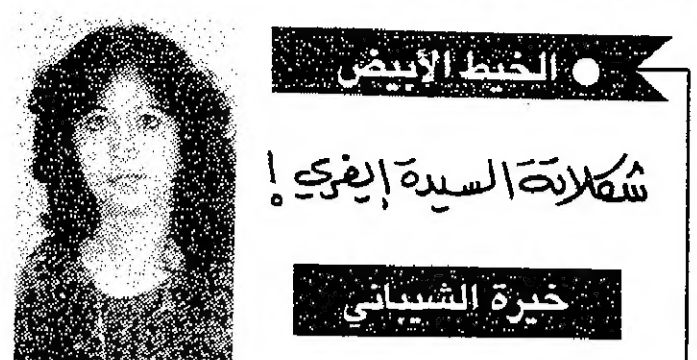 الخيط الأبيض
شكلاتة السيدة إيفري !
خيرة الشيباني